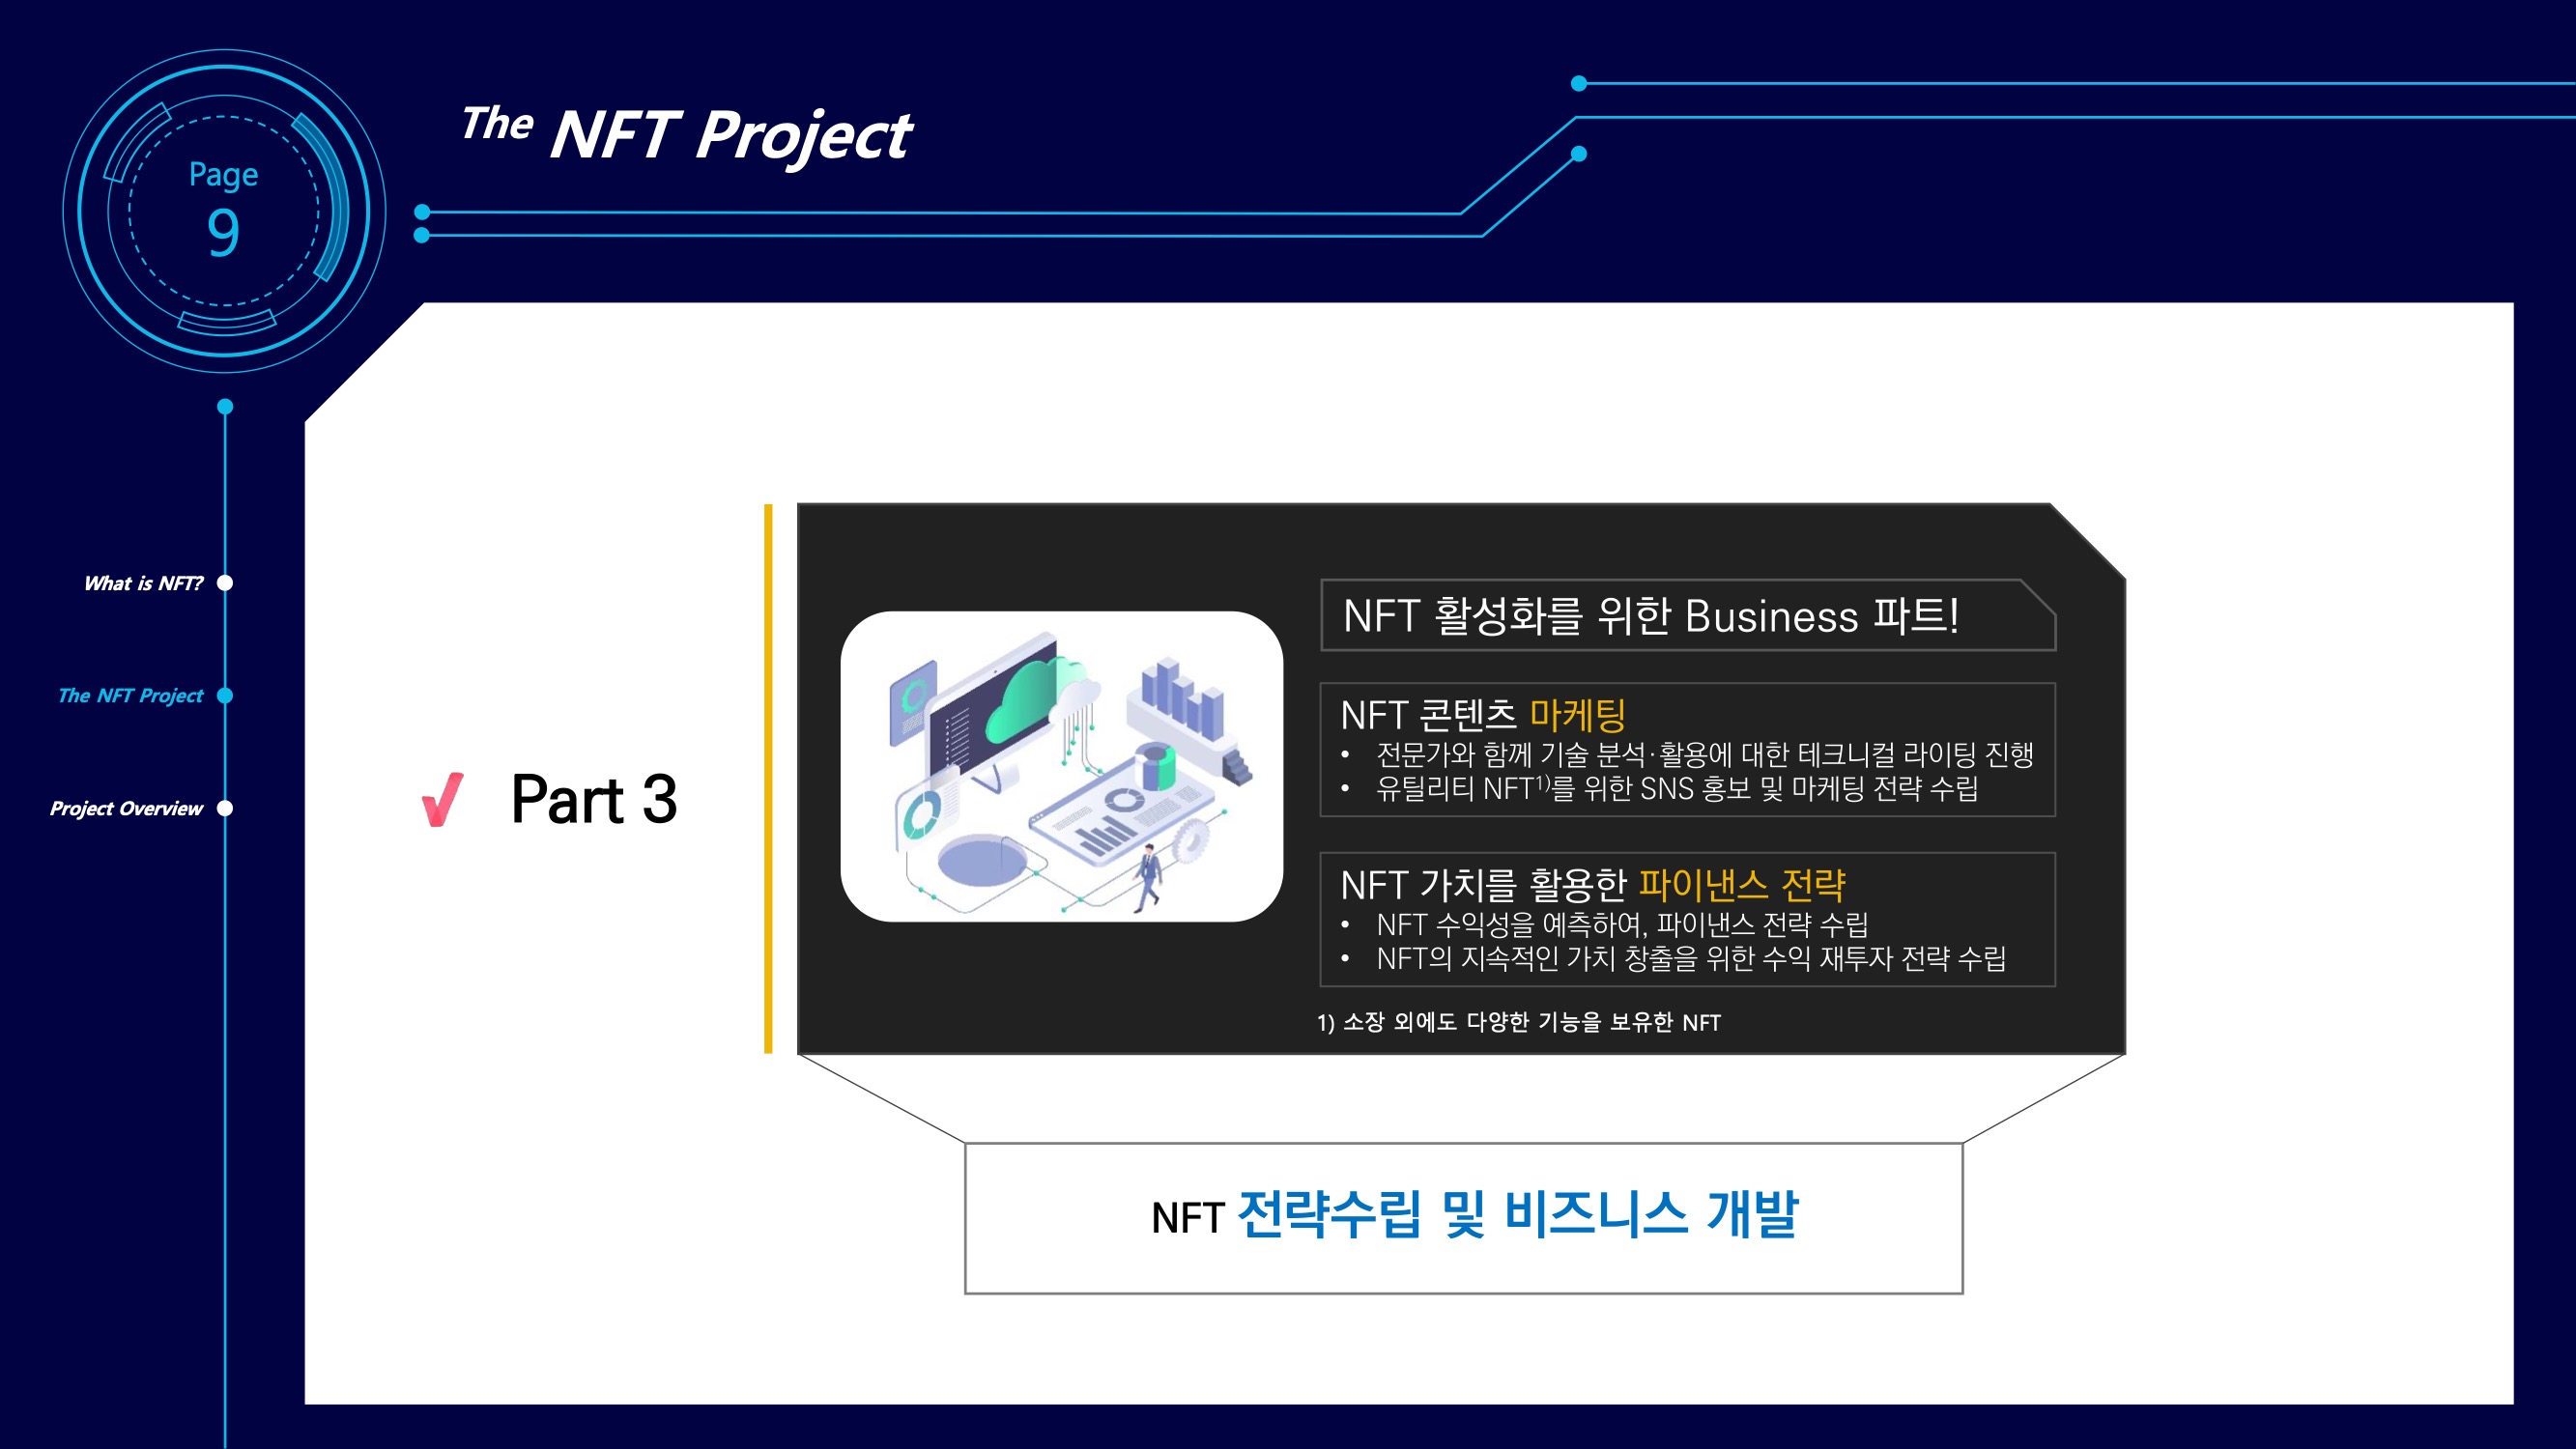 Page
9
The NFT Project
What is NFT?
The NFT Project
Project Overview
Part 3
NFT 활성화를 위한 Business 파트!
NFT 콘텐츠 마케팅
• 전문가와 함께 기술 분석·활용에 대한 테크니컬 라이팅 진행
• 유틸리티 NFT1)를 위한 SNS 홍보 및 마케팅 전략 수립
NFT 가치를 활용한 파이낸스 전략
• NFT 수익성을 예측하여, 파이낸스 전략 수립
• NFT의 지속적인 가치 창출을 위한 수익 재투자 전략 수립
1) 소장 외에도 다양한 기능을 보유한 NFT
NFT 전략수립 및 비즈니스 개발